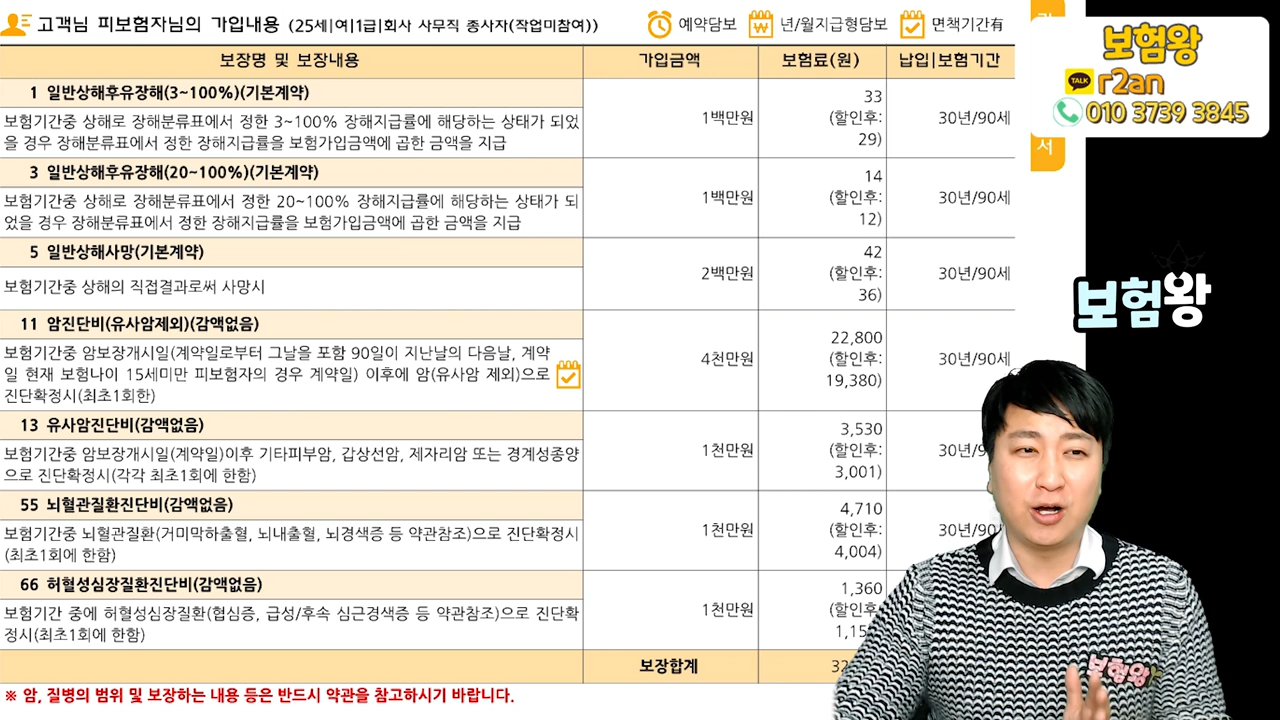 고객님 피보험자님의 가입내용 (25세|여|1급|회사 사무직 종사자(작업미참여))
예약담보
년/월지급형담보
면책기간有
보장명 및 보장내용
가입금액
보험료(원)
납입|보험기간
1 일반상해후유장해(3~100%)(기본계약)
보험기간중 상해로 장해분류표에서 정한 3~100% 장해지급률에 해당하는 상태가 되었
을 경우 장해분류표에서 정한 장해지급률을 보험가입금액에 곱한 금액을 지급
1백만원
33
(할인후:
29)
30년/90세
3 일반상해후유장해(20~100%)(기본계약)
보험기간중 상해로 장해분류표에서 정한 20~100% 장해지급률에 해당하는 상태가 되
었을 경우 장해분류표에서 정한 장해지급률을 보험가입금액에 곱한 금액을 지급
1백만원
14
(할인후:
12)
30년/90세
5 일반상해사망(기본계약)
보험기간중 상해의 직접결과로써 사망시
2백만원
42
(할인후:
36)
30년/90세
11 암진단비(유사암제외)(감액없음)
보험기간중 암보장개시일(계약일로부터 그날을 포함 90일이 지난날의 다음날, 계약
일 현재 보험나이 15세미만 피보험자의 경우 계약일) 이후에 암(유사암 제외)으로
진단확정시(최초1회한)
4천만원
22,800
(할인후:
19,380)
30년/90세
13 유사암진단비(감액없음)
보험기간중 암보장개시일(계약일)이후 기타피부암, 갑상선암, 제자리암 또는 경계성종양
으로 진단확정시(각각 최초1회에 한함)
1천만원
3,530
(할인후:
3,001)
30년/9
55 뇌혈관질환진단비(감액없음)
보험기간중 뇌혈관질환(거미막하출혈, 뇌내출혈, 뇌경색증 등 약관참조)으로 진단확정시
(최초1회에 한함)
1천만원
4,710
(할인후:
4,004)
30년/90
66 허혈성심장질환진단비(감액없음)
보험기간 중에 허혈성심장질환(협심증, 급성/후속 심근경색증 등 약관참조)으로 진단확
정시(최초1회에 한함)
1천만원
1,360
(할인후
1,15
보장합계
32
※ 암, 질병의 범위 및 보장하는 내용 등은 반드시 약관을 참고하시기 바랍니다.
보험왕
TALK r2an
010 3739 3845
서
보험왕
보험왕